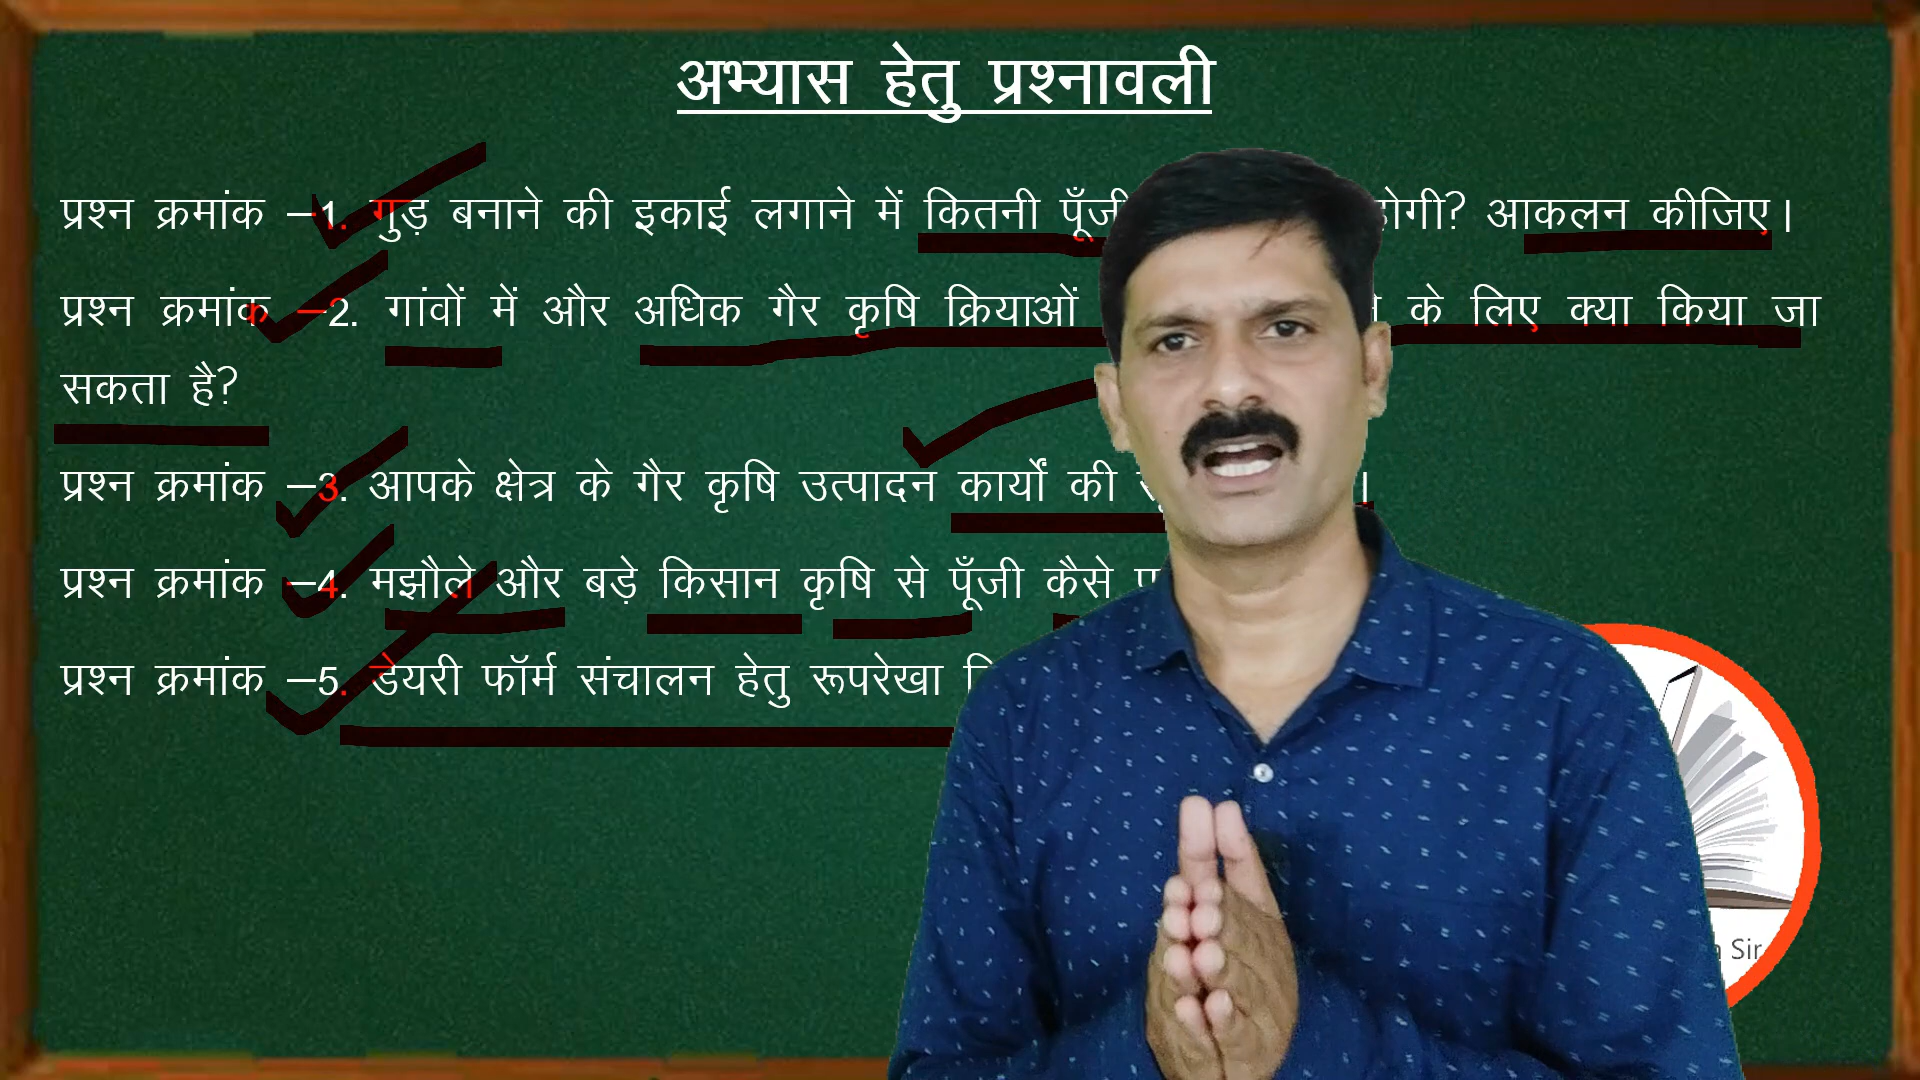 अभ्यास हेतु प्रश्नावली
प्रश्न क्रमांक –1. गुड़ बनाने की इकाई लगाने में कितनी पूँजी होगी? आकलन कीजिए।
प्रश्न क्रमांक –2. गांवों में और अधिक गैर कृषि क्रियाओं के लिए क्या किया जा
सकता है?
प्रश्न क्रमांक –3. आपके क्षेत्र के गैर कृषि उत्पादन कार्यों की ।
प्रश्न क्रमांक –4. मझौले और बड़े किसान कृषि से पूँजी कैसे
प्रश्न क्रमांक –5. डेयरी फॉर्म संचालन हेतु रूपरेखा
Sir